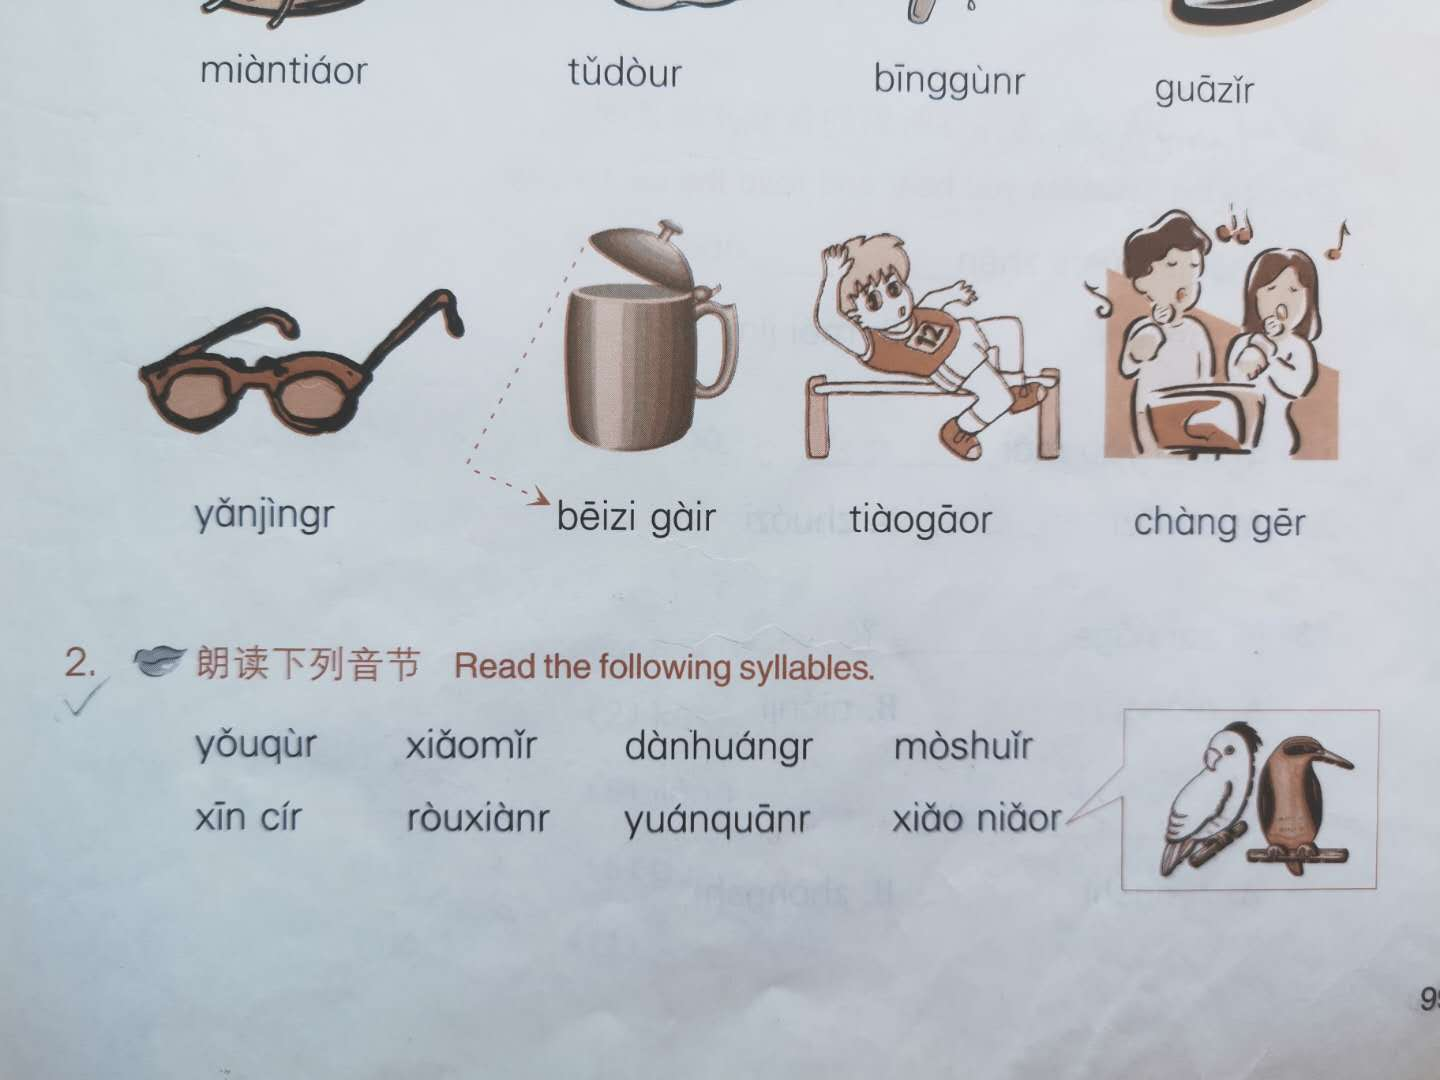 miàntiáor tǔdòur bīnggùnr guāzǐr
12
yǎnjìngr bēizi gàir tiàogāor chàng gēr
2. 朗读下列音节 Read the following syllables.
yǒuqùr xiǎomǐr dànhuángr mòshuǐr
xīn cír ròuxiànr yuánquānr xiǎo niǎor